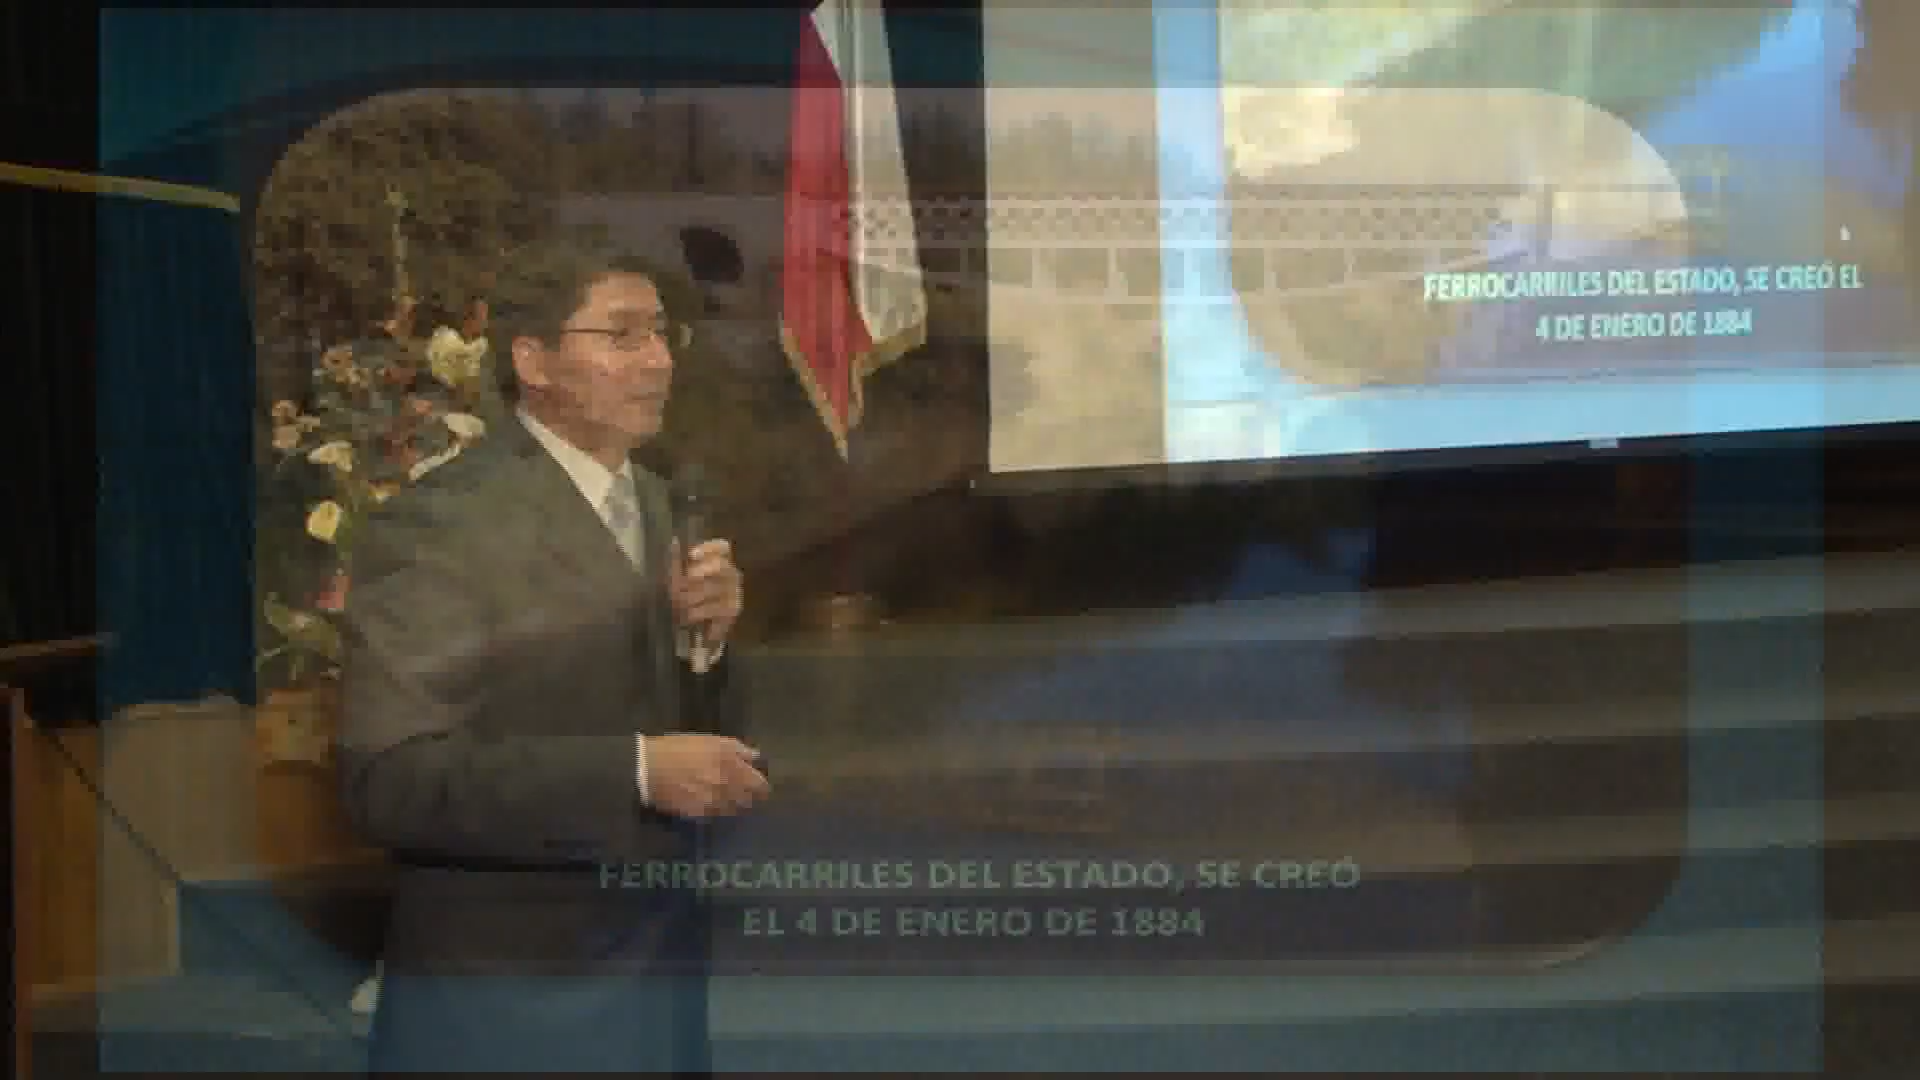 FERROCARRILES DEL ESTADO, SE CREÓ EL
4 DE ENERO DE 1884
FERROCARRILES DEL ESTADO, SE CREÓ
EL 4 DE ENERO DE 1884